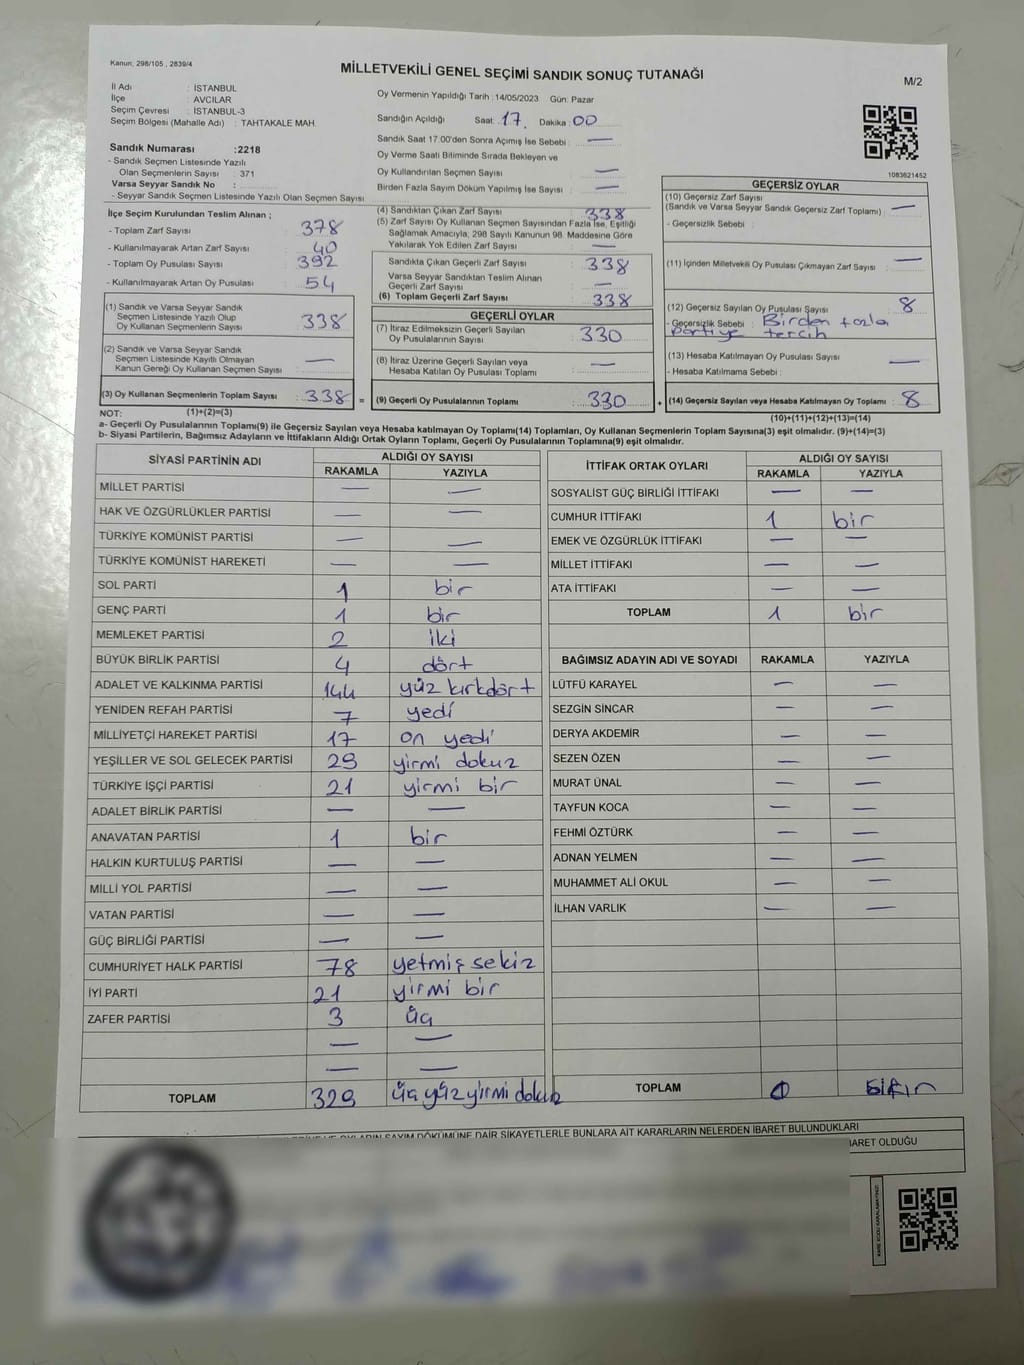 Kanun, 298/105 , 2839/4
MİLLETVEKİLİ GENEL SEÇİMİ SANDIK SONUÇ TUTANAĞI
M/2
İl Adı : İSTANBUL
İlçe : AVCILAR
Seçim Çevresi : İSTANBUL-3
Seçim Bölgesi (Mahalle Adı) : TAHTAKALE MAH.
Oy Vermenin Yapıldığı Tarih :14/05/2023 Gün: Pazar
Sandığın Açıldığı Saat: 17 Dakika: 00
Sandık Saat 17:00'den Sonra Açımış İse Sebebi : —
Oy Verme Saati Bitiminde Sırada Bekleyen ve
Oy Kullandırılan Seçmen Sayısı : —
Birden Fazla Sayım Döküm Yapılmış İse Sayısı : —
1083621452
Sandık Numarası :2218
- Sandık Seçmen Listesinde Yazılı
Olan Seçmenlerin Sayısı : 371
Varsa Seyyar Sandık No :
- Seyyar Sandık Seçmen Listesinde Yazılı Olan Seçmen Sayısı
İlçe Seçim Kurulundan Teslim Alınan ;
- Toplam Zarf Sayısı : 378
- Kullanılmayarak Artan Zarf Sayısı : 40
- Toplam Oy Pusulası Sayısı : 392
- Kullanılmayarak Artan Oy Pusulası : 54
(1) Sandık ve Varsa Seyyar Sandık
Seçmen Listesinde Yazılı Olup
Oy Kullanan Seçmenlerin Sayısı : 338
(2) Sandık ve Varsa Seyyar Sandık
Seçmen Listesinde Kayıtlı Olmayan
Kanun Gereği Oy Kullanan Seçmen Sayısı : —
(3) Oy Kullanan Seçmenlerin Toplam Sayısı : 338 =
(4) Sandıktan Çıkan Zarf Sayısı : 338
(5) Zarf Sayısı Oy Kullanan Seçmen Sayısından Fazla İse, Eşitliği
Sağlamak Amacıyla, 298 Sayılı Kanunun 98. Maddesine Göre
Yakılarak Yok Edilen Zarf Sayısı : —
Sandıkta Çıkan Geçerli Zarf Sayısı : 338
Varsa Seyyar Sandıktan Teslim Alınan
Geçerli Zarf Sayısı : —
(6) Toplam Geçerli Zarf Sayısı : 338
GEÇERLİ OYLAR
(7) İtiraz Edilmeksizin Geçerli Sayılan
Oy Pusulalarının Sayısı : 330
(8) İtiraz Üzerine Geçerli Sayılan veya
Hesaba Katılan Oy Pusulası Toplamı : —
(9) Geçerli Oy Pusulalarının Toplamı : 330 +
GEÇERSİZ OYLAR
(10) Geçersiz Zarf Sayısı
(Sandık ve Varsa Seyyar Sandık Geçersiz Zarf Toplamı) : —
- Geçersizlik Sebebi :
(11) İçinden Milletvekili Oy Pusulası Çıkmayan Zarf Sayısı : —
(12) Geçersiz Sayılan Oy Pusulası Sayısı : 8
- Geçersizlik Sebebi : Birden fazla
partiye tercih
(13) Hesaba Katılmayan Oy Pusulası Sayısı : —
- Hesaba Katılmama Sebebi :
(14) Geçersiz Sayılan veya Hesaba Katılmayan Oy Toplamı : 8
NOT: (1)+(2)=(3)
(10)+(11)+(12)+(13)=(14)
a- Geçerli Oy Pusulalarının Toplamı(9) ile Geçersiz Sayılan veya Hesaba katılmayan Oy Toplamı(14) Toplamları, Oy Kullanan Seçmenlerin Toplam Sayısına(3) eşit olmalıdır. (9)+(14)=(3)
b- Siyasi Partilerin, Bağımsız Adayların ve İttifakların Aldığı Ortak Oyların Toplamı, Geçerli Oy Pusulalarının Toplamına(9) eşit olmalıdır.
SİYASİ PARTİNİN ADI ALDIĞI OY SAYISI
RAKAMLA YAZIYLA
MİLLET PARTİSİ — —
HAK VE ÖZGÜRLÜKLER PARTİSİ — —
TÜRKİYE KOMÜNİST PARTİSİ — —
TÜRKİYE KOMÜNİST HAREKETİ — —
SOL PARTİ 1 bir
GENÇ PARTİ 1 bir
MEMLEKET PARTİSİ 2 iki
BÜYÜK BİRLİK PARTİSİ 4 dört
ADALET VE KALKINMA PARTİSİ 144 yüz kırkdört
YENİDEN REFAH PARTİSİ 7 yedi
MİLLİYETÇİ HAREKET PARTİSİ 17 on yedi
YEŞİLLER VE SOL GELECEK PARTİSİ 29 yirmi dokuz
TÜRKİYE İŞÇİ PARTİSİ 21 yirmi bir
ADALET BİRLİK PARTİSİ — —
ANAVATAN PARTİSİ 1 bir
HALKIN KURTULUŞ PARTİSİ — —
MİLLİ YOL PARTİSİ — —
VATAN PARTİSİ — —
GÜÇ BİRLİĞİ PARTİSİ — —
CUMHURİYET HALK PARTİSİ 78 yetmiş sekiz
İYİ PARTİ 21 yirmi bir
ZAFER PARTİSİ 3 üç
— —
— —
TOPLAM 329 üç yüz yirmi dokuz
İTTİFAK ORTAK OYLARI ALDIĞI OY SAYISI
RAKAMLA YAZIYLA
SOSYALİST GÜÇ BİRLİĞİ İTTİFAKI — —
CUMHUR İTTİFAKI 1 bir
EMEK VE ÖZGÜRLÜK İTTİFAKI — —
MİLLET İTTİFAKI — —
ATA İTTİFAKI — —
TOPLAM 1 bir
BAĞIMSIZ ADAYIN ADI VE SOYADI RAKAMLA YAZIYLA
LÜTFÜ KARAYEL — —
SEZGİN SİNCAR — —
DERYA AKDEMİR — —
SEZEN ÖZEN — —
MURAT ÜNAL — —
TAYFUN KOCA — —
FEHMİ ÖZTÜRK — —
ADNAN YELMEN — —
MUHAMMET ALİ OKUL — —
İLHAN VARLIK — —
TOPLAM 0 sıfır
OYLARIN SAYIM DÖKÜMÜNE DAİR ŞİKAYETLERLE BUNLARA AİT KARARLARIN NELERDEN İBARET BULUNDUKLARI
İBARET OLDUĞU
KARE KODU KARALAMAYINIZ!